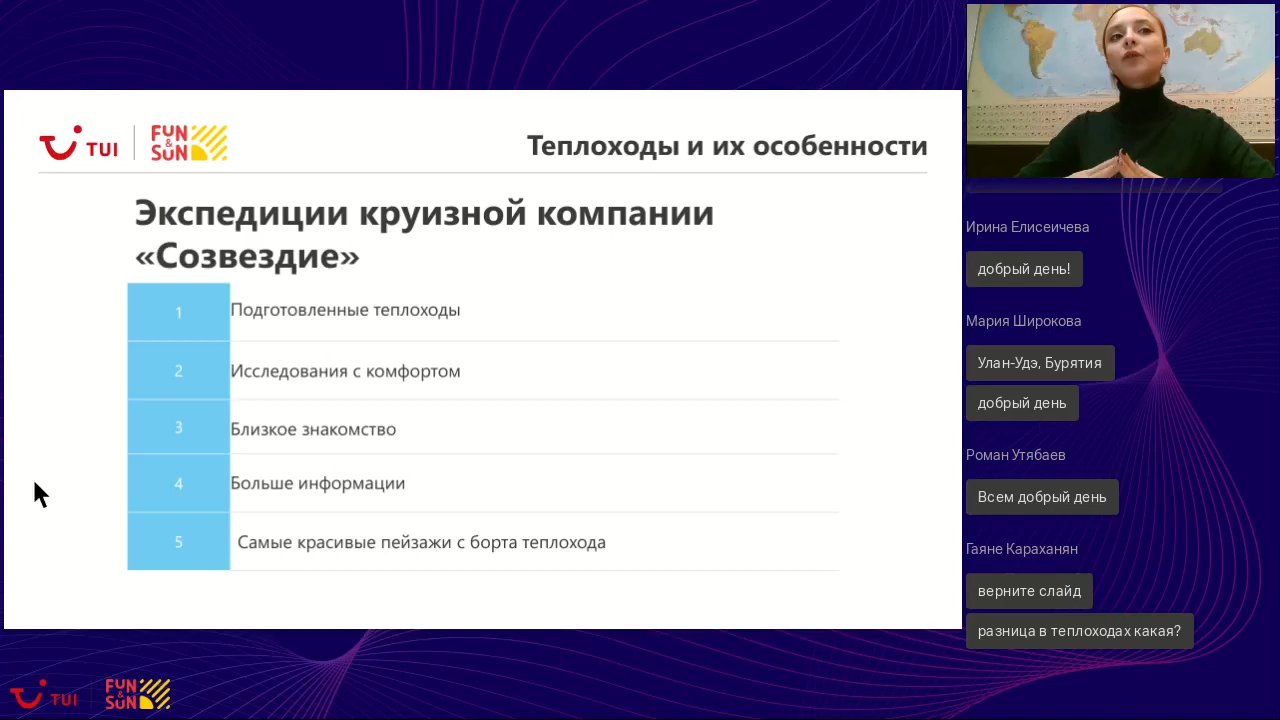 TUI
FUN
&
SUN
Теплоходы и их особенности
Экспедиции круизной компании
«Созвездие»
1 Подготовленные теплоходы
2 Исследования с комфортом
3 Близкое знакомство
4 Больше информации
5 Самые красивые пейзажи с борта теплохода
Ирина Елисеичева
добрый день!
Мария Широкова
Улан-Удэ, Бурятия
добрый день
Роман Утябаев
Всем добрый день
Гаяне Караханян
верните слайд
разница в теплоходах какая?
TUI
FUN
&
SUN